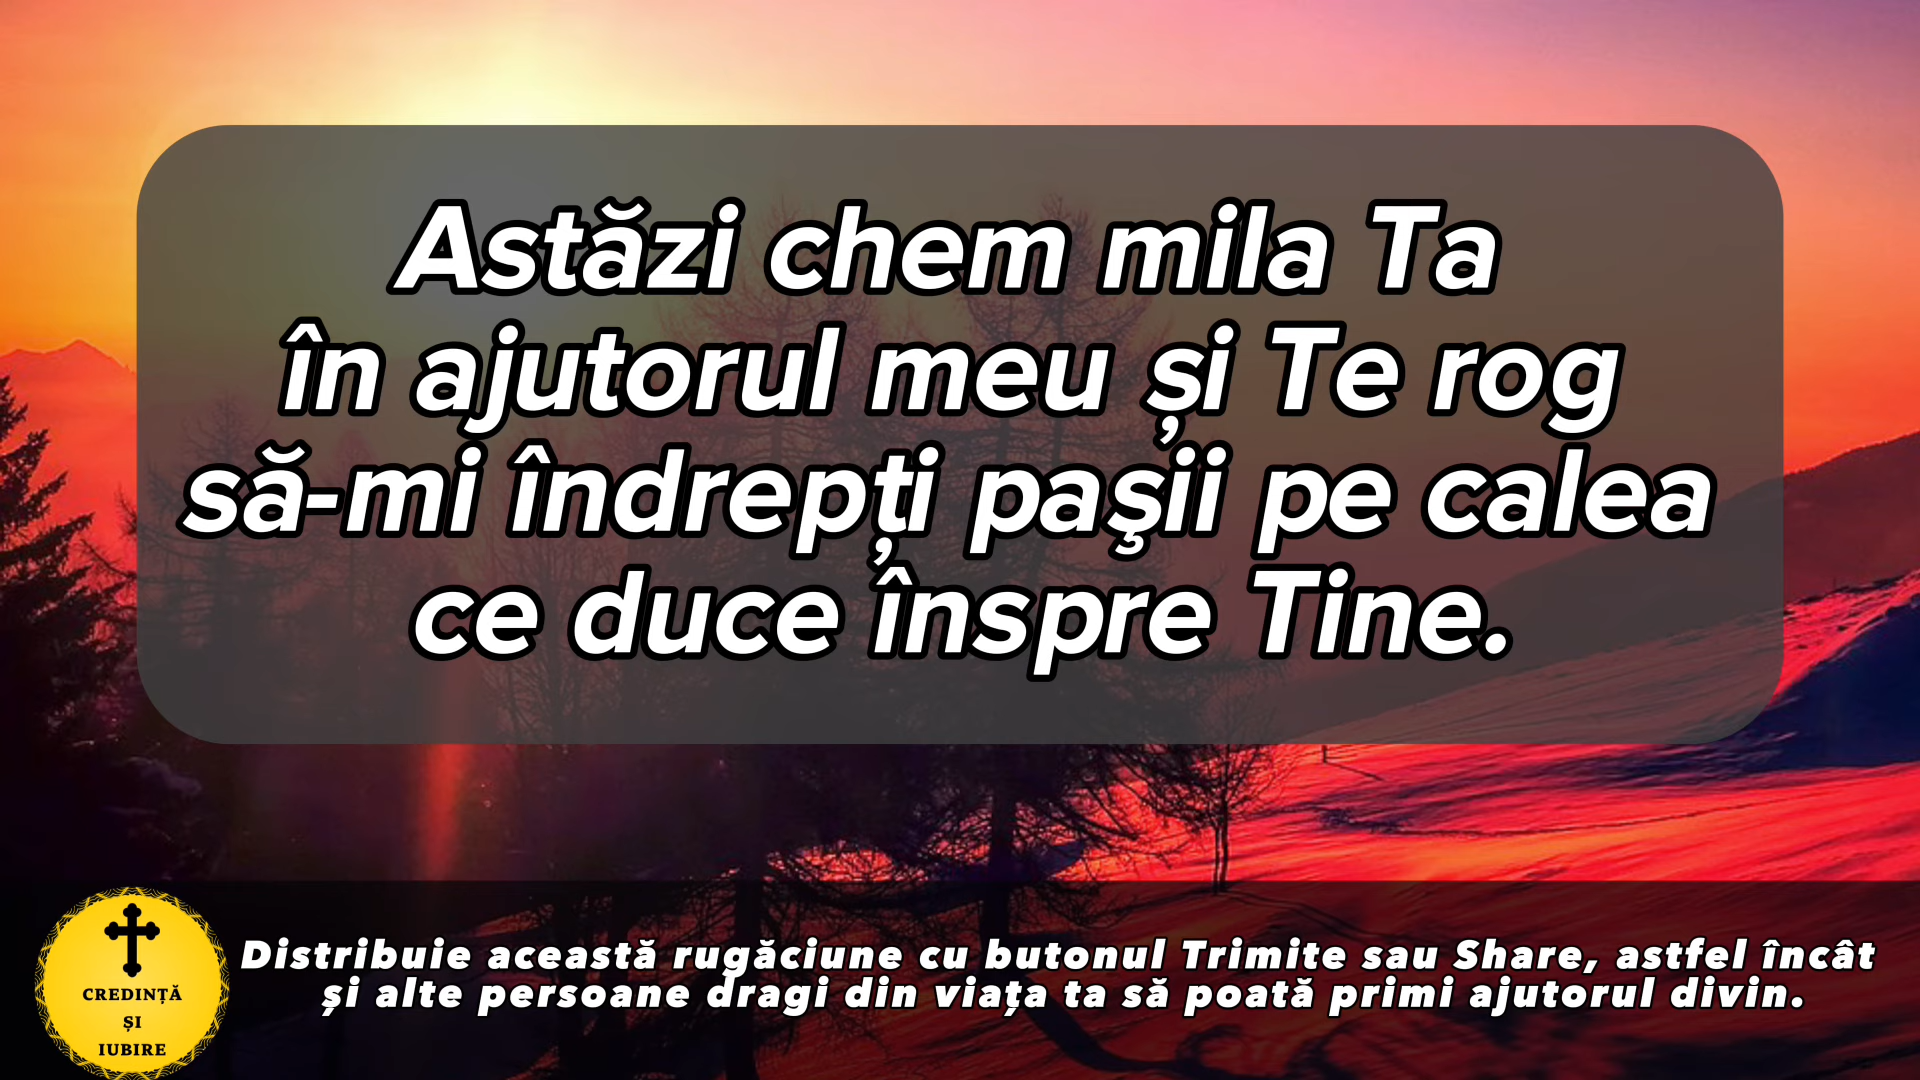 Astăzi chem mila Ta
în ajutorul meu și Te rog
să-mi îndrepți paşii pe calea
ce duce înspre Tine.
CREDINȚĂ
ȘI
IUBIRE
Distribuie această rugăciune cu butonul Trimite sau Share, astfel încât
și alte persoane dragi din viața ta să poată primi ajutorul divin.